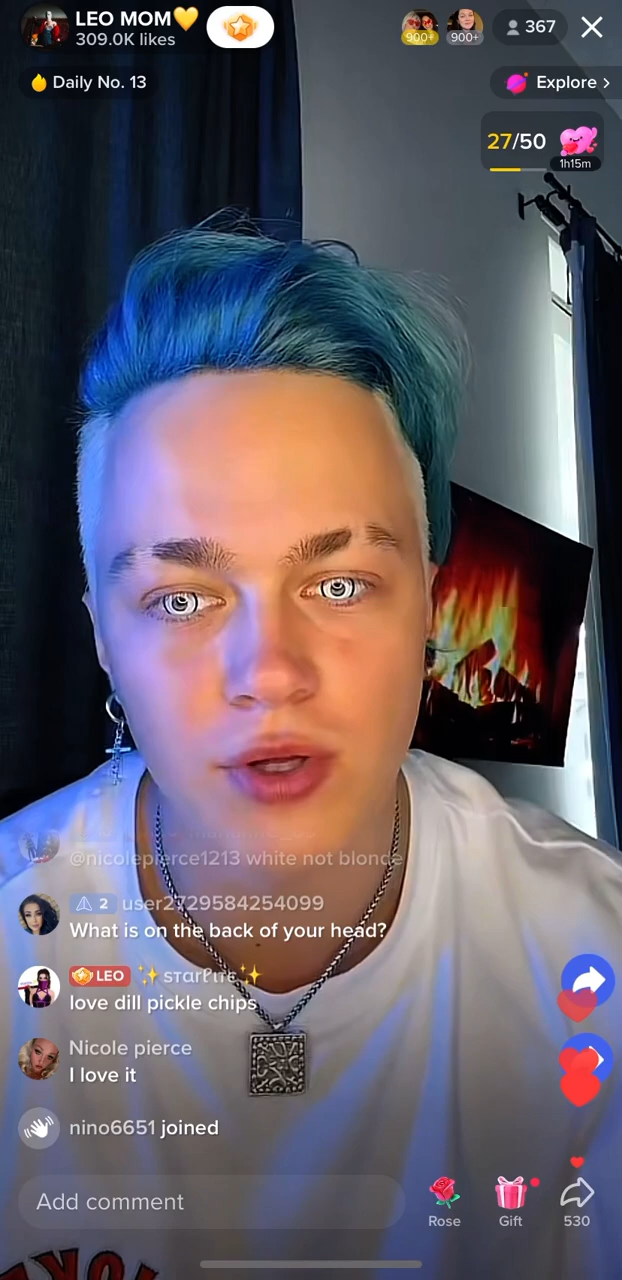 LEO MOM💛
309.0K likes
900+
900+
367
Daily No. 13
Explore >
27/50
1h15m
@nicolepierce1213 white not blonde
2 user2729584254099
What is on the back of your head?
LEO ✨sтαrℓιтє✨
love dill pickle chips
Nicole pierce
I love it
nino6651 joined
Add comment
Rose
Gift
530